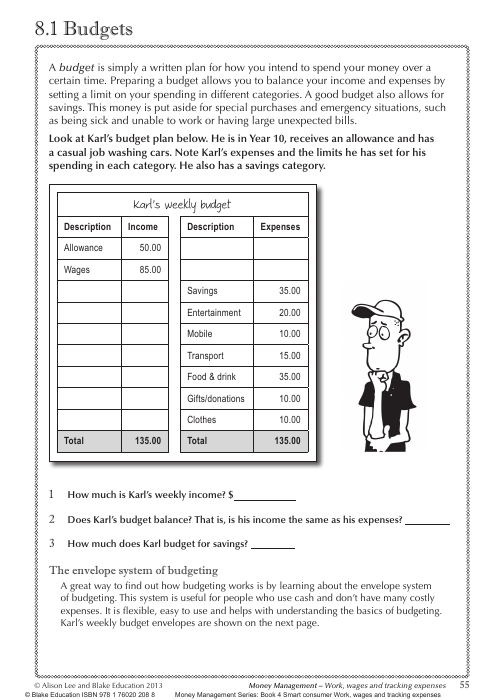 8.1 Budgets
A budget is simply a written plan for how you intend to spend your money over a
certain time. Preparing a budget allows you to balance your income and expenses by
setting a limit on your spending in different categories. A good budget also allows for
savings. This money is put aside for special purchases and emergency situations, such
as being sick and unable to work or having large unexpected bills.
Look at Karl's budget plan below. He is in Year 10, receives an allowance and has
a casual job washing cars. Note Karl's expenses and the limits he has set for his
spending in each category. He also has a savings category.
Karl's weekly budget
Description Income Description Expenses
Allowance 50.00
Wages 85.00
Savings 35.00
Entertainment 20.00
Mobile 10.00
Transport 15.00
Food & drink 35.00
Gifts/donations 10.00
Clothes 10.00
Total 135.00 Total 135.00
1 How much is Karl's weekly income? $
2 Does Karl's budget balance? That is, is his income the same as his expenses?
3 How much does Karl budget for savings?
The envelope system of budgeting
A great way to find out how budgeting works is by learning about the envelope system
of budgeting. This system is useful for people who use cash and don't have many costly
expenses. It is flexible, easy to use and helps with understanding the basics of budgeting.
Karl's weekly budget envelopes are shown on the next page.
© Alison Lee and Blake Education 2013 Money Management – Work, wages and tracking expenses 55
© Blake Education ISBN 978 1 76020 208 8 Money Management Series: Book 4 Smart consumer Work, wages and tracking expenses